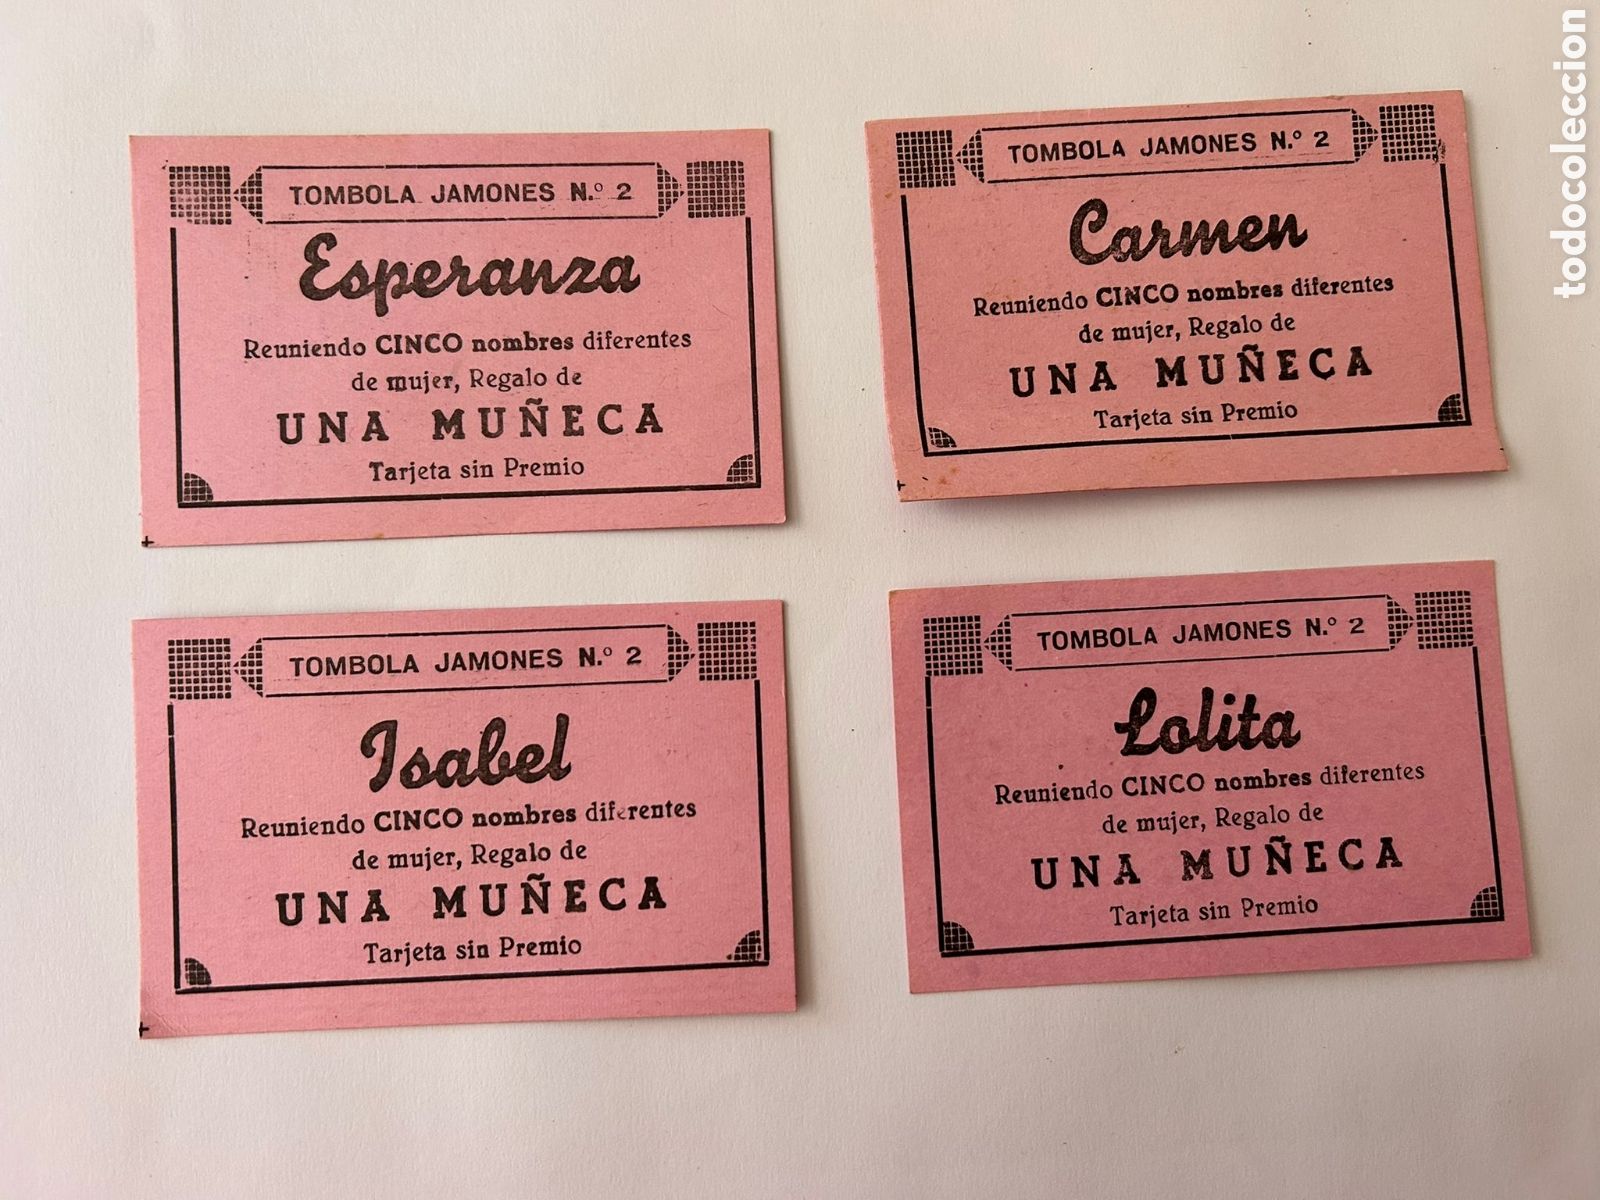 TOMBOLA JAMONES N.º 2
Esperanza
Reuniendo CINCO nombres diferentes
de mujer, Regalo de
UNA MUÑECA
Tarjeta sin Premio
TOMBOLA JAMONES N.º 2
Carmen
Reuniendo CINCO nombres diferentes
de mujer, Regalo de
UNA MUÑECA
Tarjeta sin Premio
TOMBOLA JAMONES N.º 2
Isabel
Reuniendo CINCO nombres diferentes
de mujer, Regalo de
UNA MUÑECA
Tarjeta sin Premio
TOMBOLA JAMONES N.º 2
Lolita
Reuniendo CINCO nombres diferentes
de mujer, Regalo de
UNA MUÑECA
Tarjeta sin Premio
todocoleccion